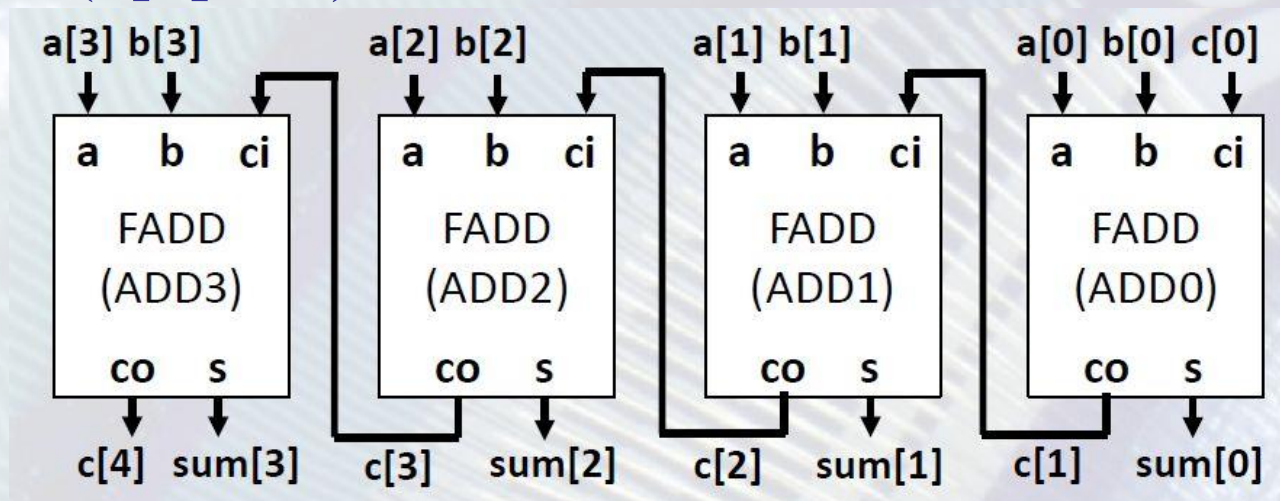 a[3] b[3] a[2] b[2] a[1] b[1] a[0] b[0] c[0]
a b ci a b ci a b ci a b ci
FADD FADD FADD FADD
(ADD3) (ADD2) (ADD1) (ADD0)
co s co s co s co s
c[4] sum[3] c[3] sum[2] c[2] sum[1] c[1] sum[0]